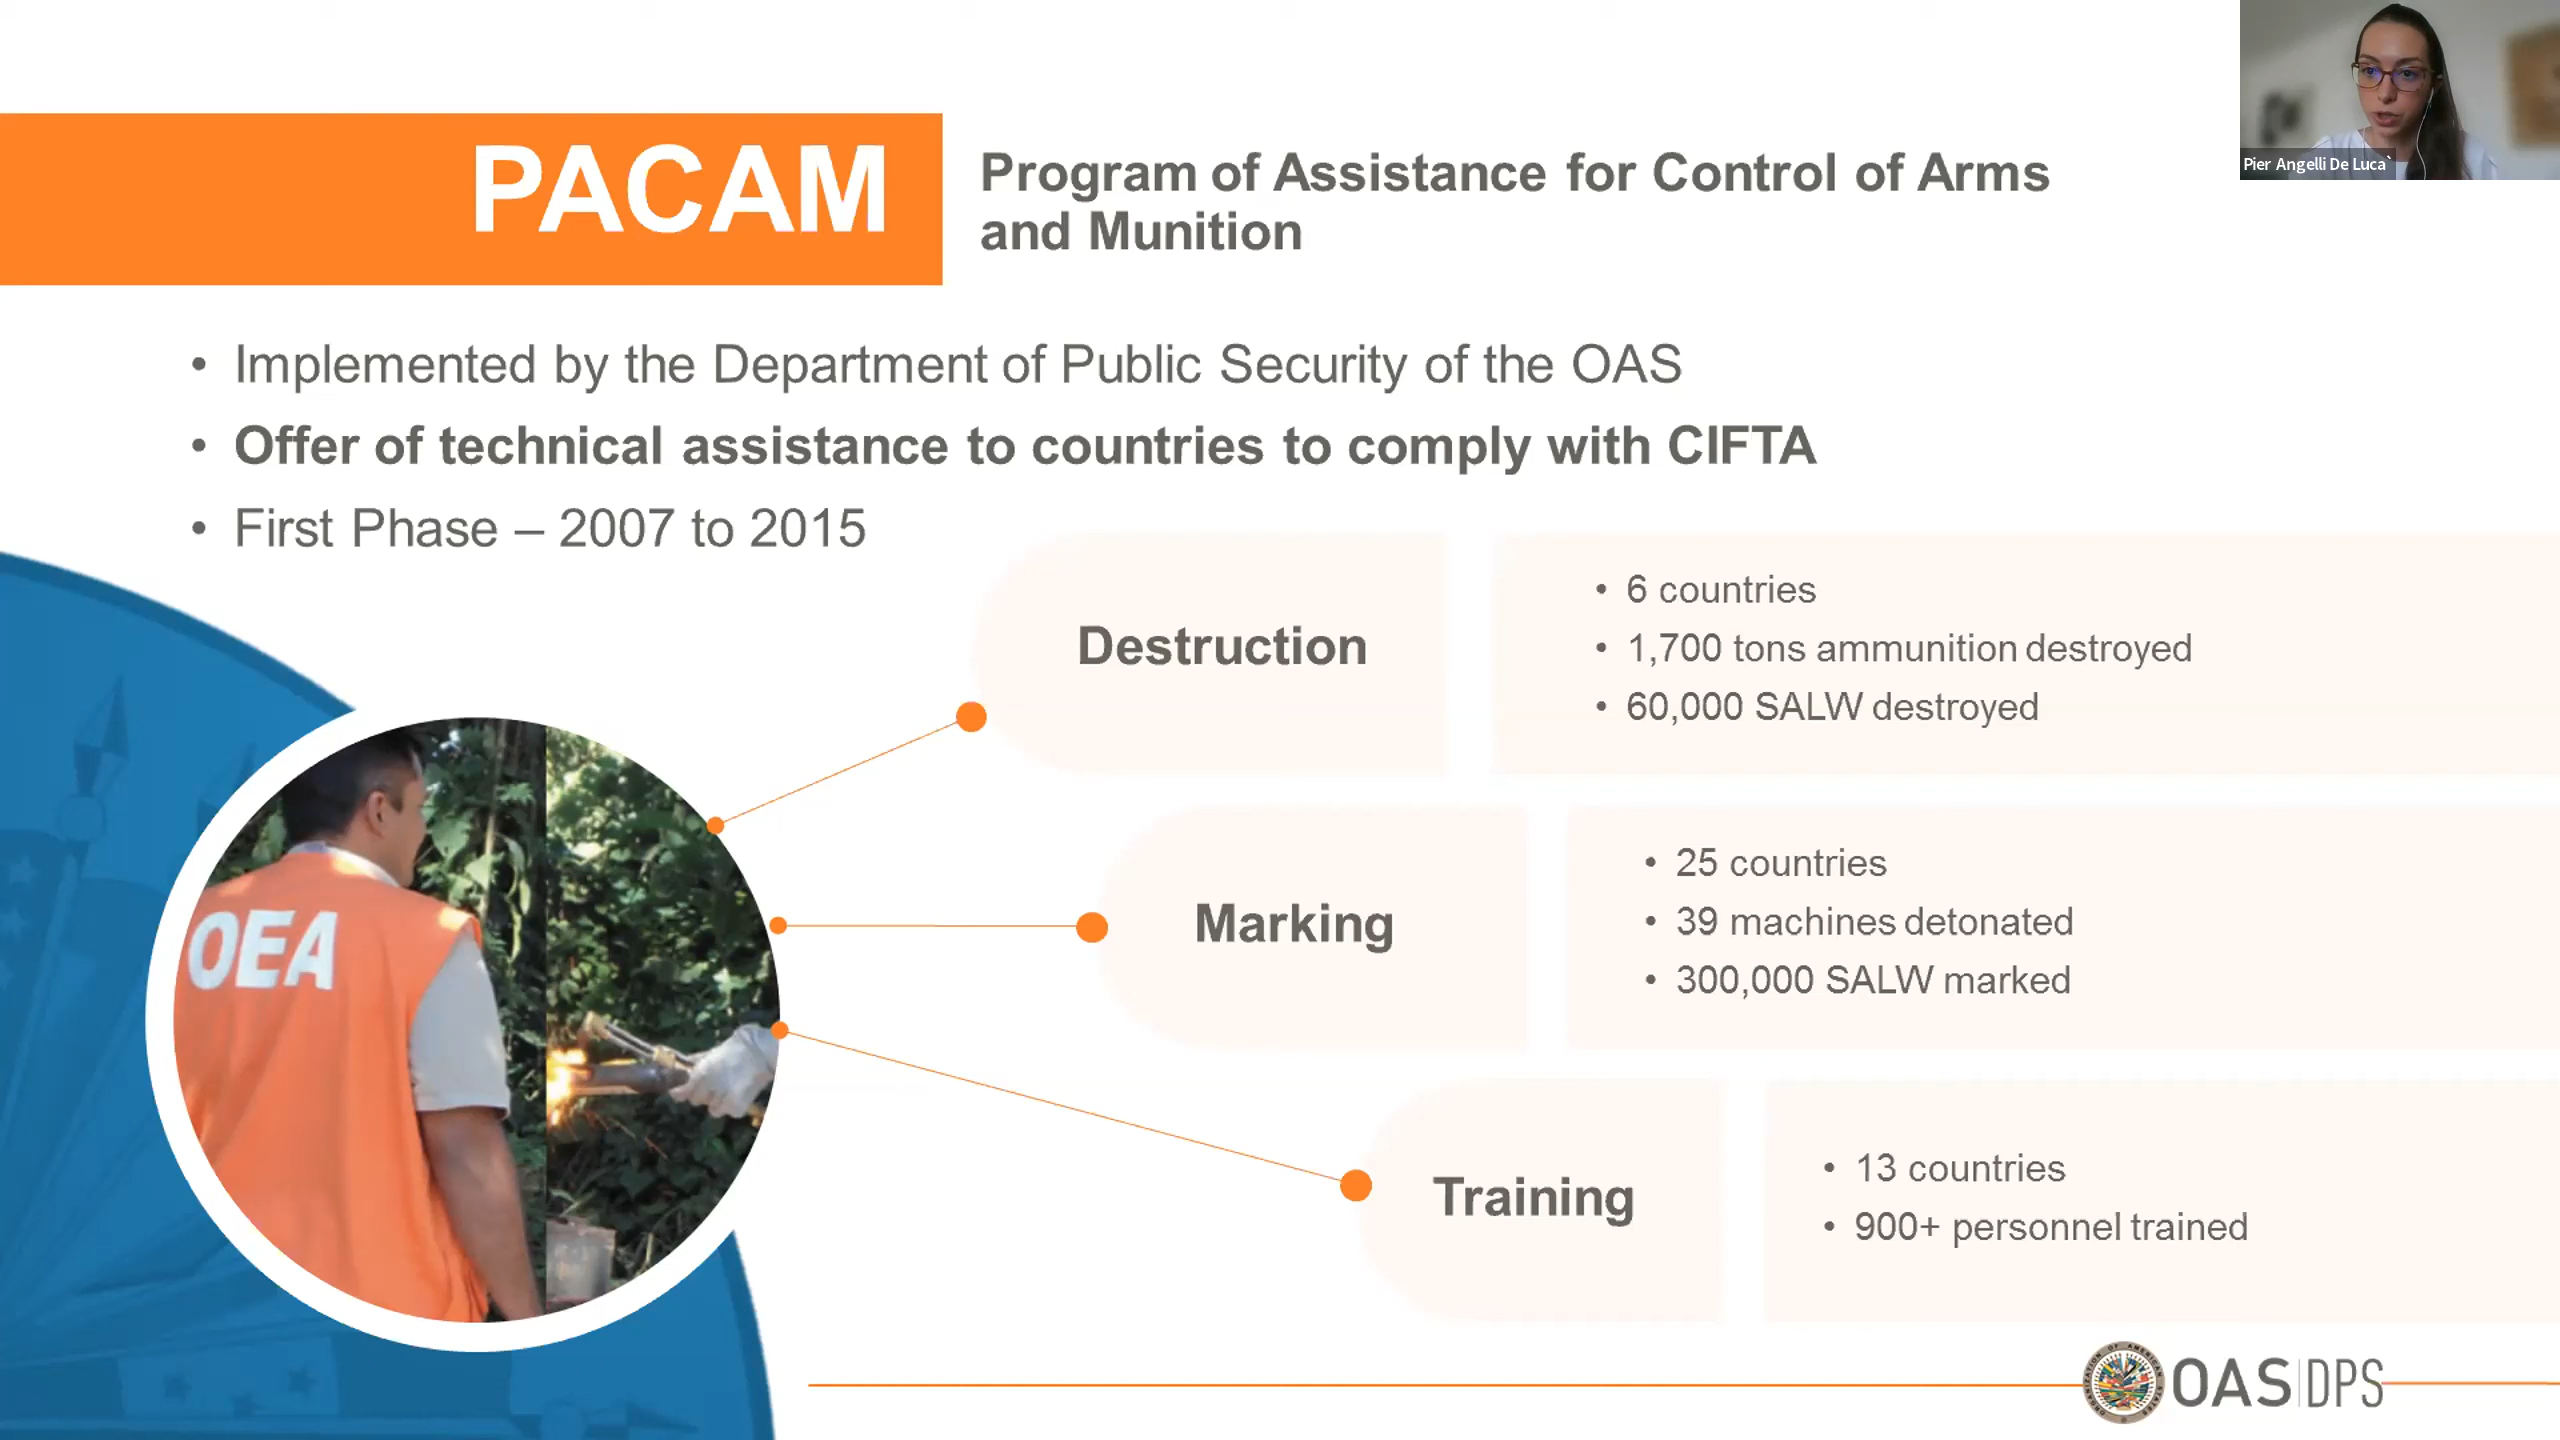 PACAM
Program of Assistance for Control of Arms
and Munition
Pier Angelli De Luca`
• Implemented by the Department of Public Security of the OAS
• Offer of technical assistance to countries to comply with CIFTA
• First Phase – 2007 to 2015
Destruction
• 6 countries
• 1,700 tons ammunition destroyed
• 60,000 SALW destroyed
Marking
• 25 countries
• 39 machines detonated
• 300,000 SALW marked
Training
• 13 countries
• 900+ personnel trained
OEA
OAS|DPS